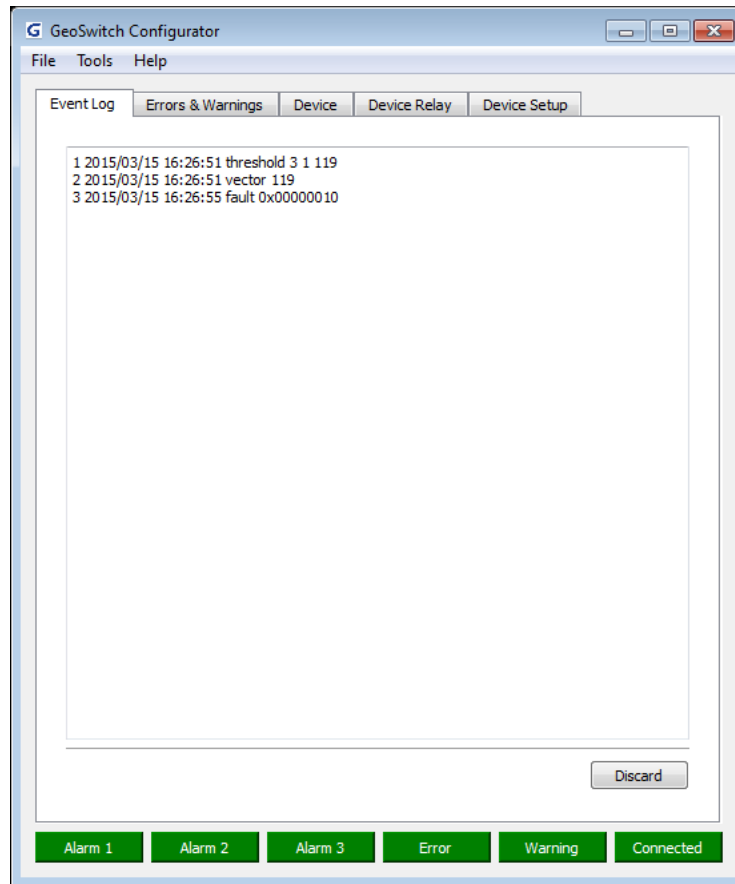 G GeoSwitch Configurator
File Tools Help
Event Log Errors & Warnings Device Device Relay Device Setup
1 2015/03/15 16:26:51 threshold 3 1 119
2 2015/03/15 16:26:51 vector 119
3 2015/03/15 16:26:55 fault 0x00000010
Discard
Alarm 1 Alarm 2 Alarm 3 Error Warning Connected